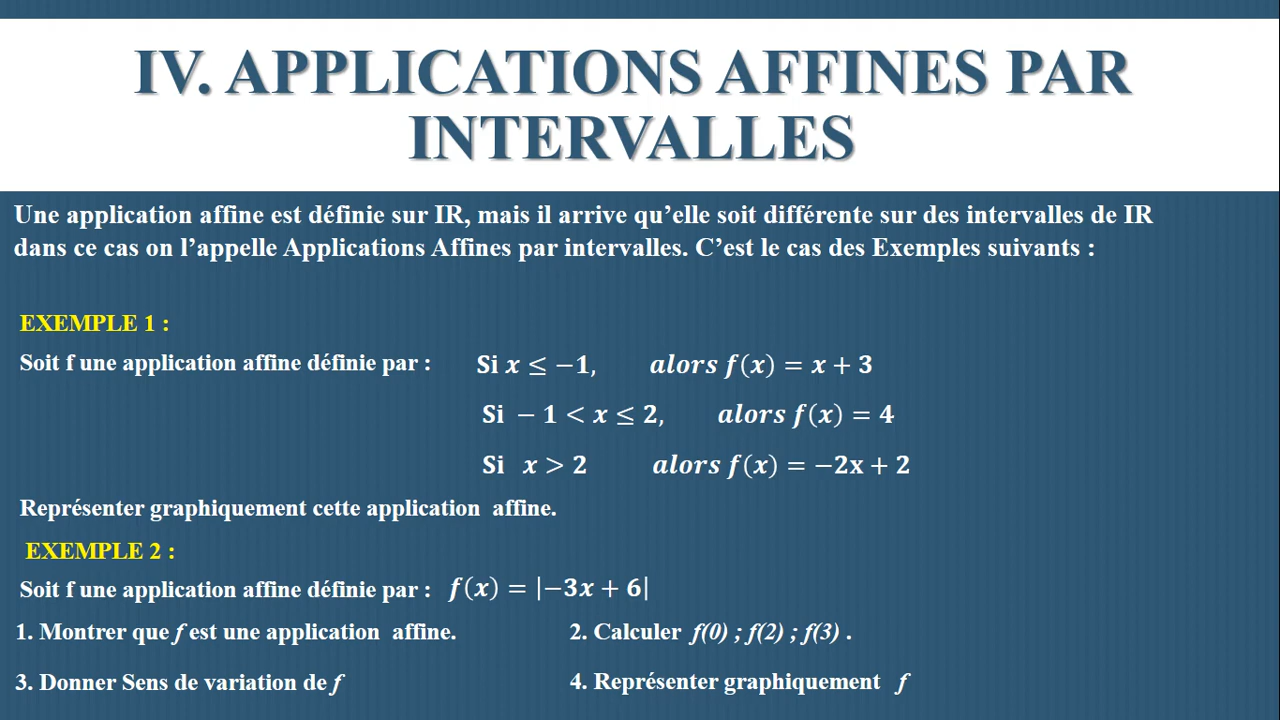 IV. APPLICATIONS AFFINES PAR
INTERVALLES
Une application affine est définie sur IR, mais il arrive qu’elle soit différente sur des intervalles de IR
dans ce cas on l’appelle Applications Affines par intervalles. C’est le cas des Exemples suivants :
EXEMPLE 1 :
Soit f une application affine définie par : Si x ≤ −1, alors f(x) = x + 3
Si − 1 < x ≤ 2, alors f(x) = 4
Si x > 2 alors f(x) = −2x + 2
Représenter graphiquement cette application affine.
EXEMPLE 2 :
Soit f une application affine définie par : f(x) = |−3x + 6|
1. Montrer que f est une application affine. 2. Calculer f(0) ; f(2) ; f(3) .
3. Donner Sens de variation de f 4. Représenter graphiquement f